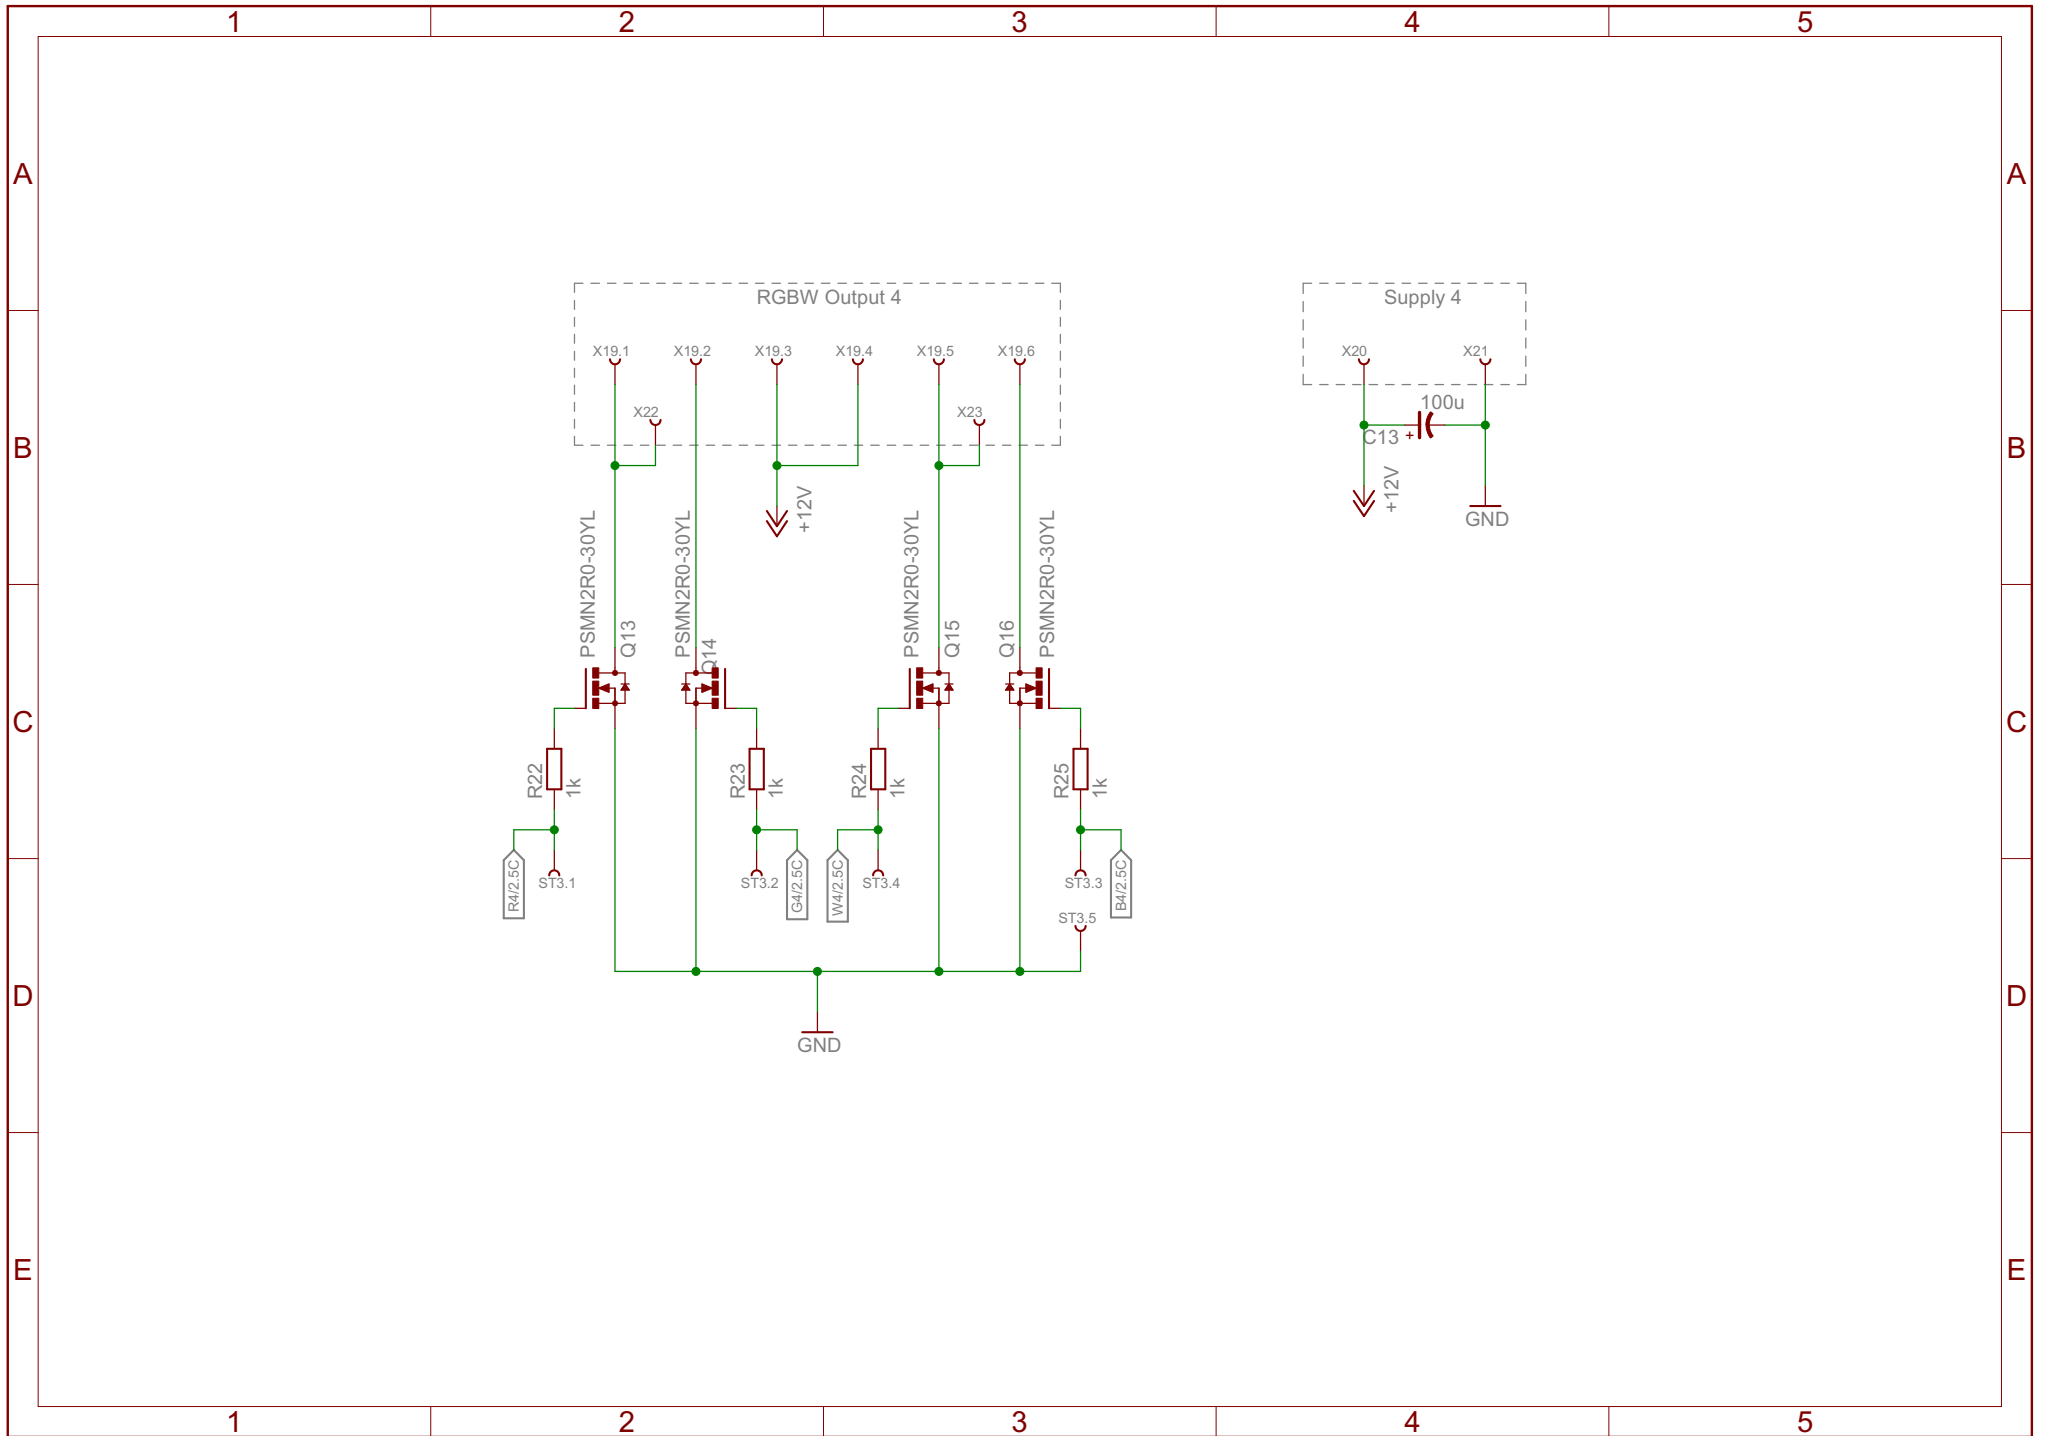 1 2 3 4 5
A A
RGBW Output 4 Supply 4
X19.1 X19.2 X19.3 X19.4 X19.5 X19.6 X20 X21
X22 X23
100u
C13 +
B B
+12V +12V
GND
PSMN2R0-30YL PSMN2R0-30YL PSMN2R0-30YL PSMN2R0-30YL
Q13 Q14 Q15 Q16
C C
R22 1k R23 1k R24 1k R25 1k
R4/2.5C ST3.1 ST3.2 G4/2.5C W4/2.5C ST3.4 ST3.3 B4/2.5C
ST3.5
D D
GND
E E
1 2 3 4 5